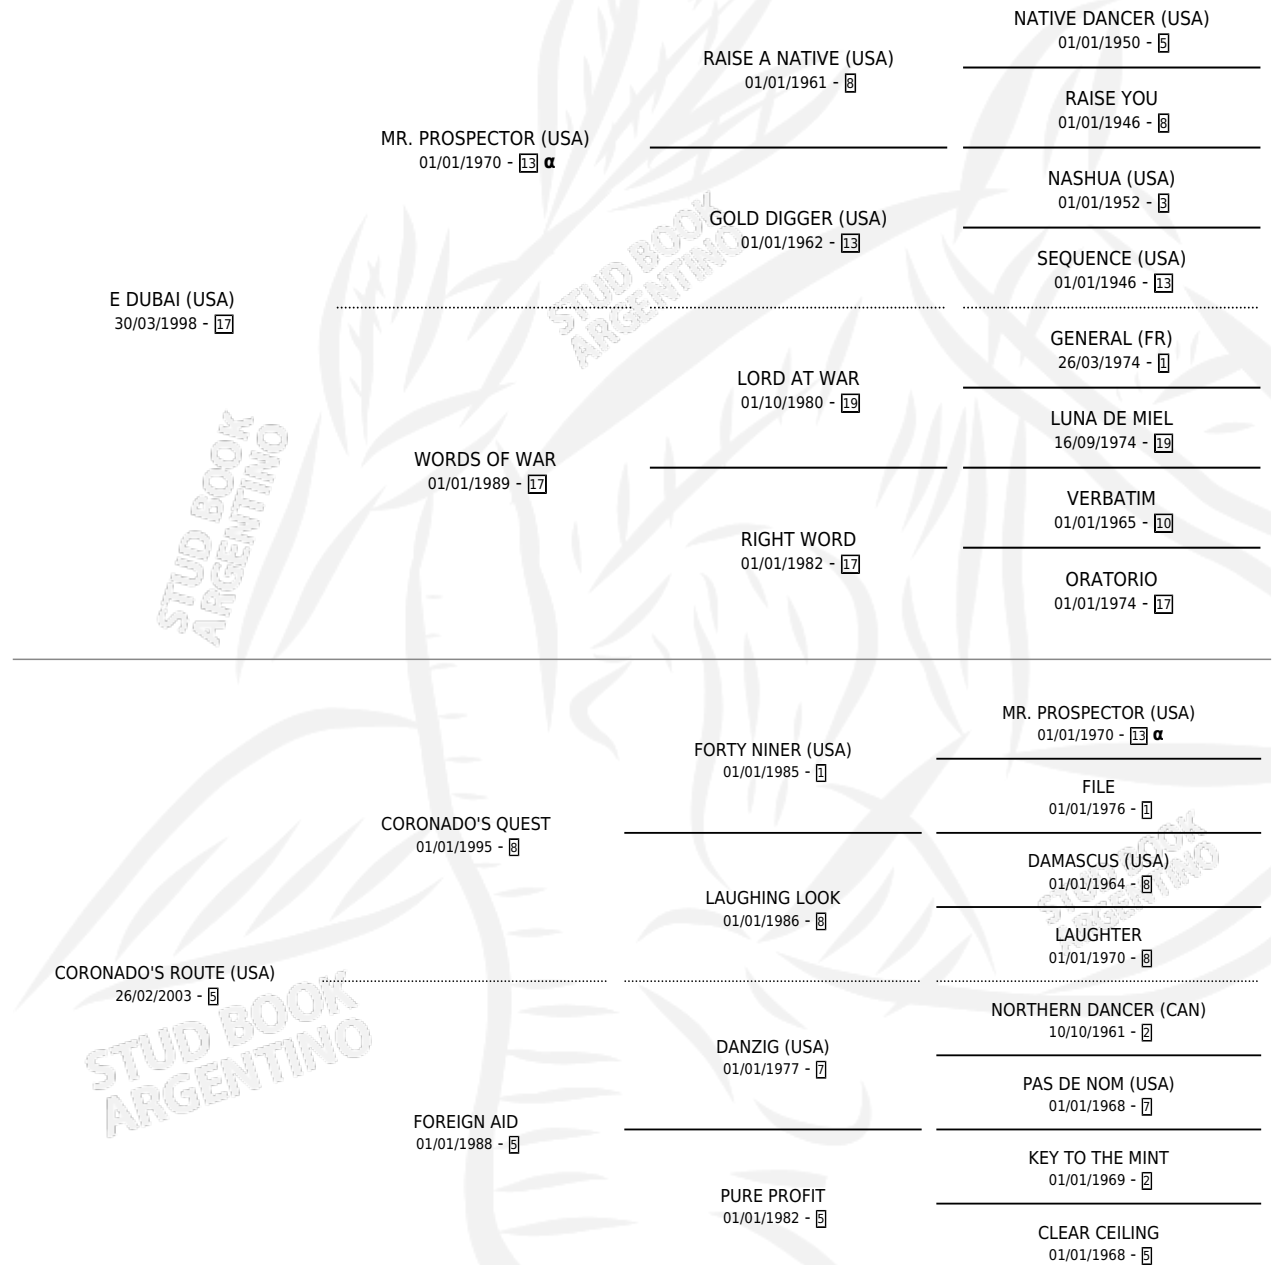 NATIVE DANCER (USA)
01/01/1950 - 5
RAISE A NATIVE (USA)
01/01/1961 - 8
RAISE YOU
01/01/1946 - 8
MR. PROSPECTOR (USA)
01/01/1970 - 13 α
NASHUA (USA)
01/01/1952 - 3
GOLD DIGGER (USA)
01/01/1962 - 13
SEQUENCE (USA)
01/01/1946 - 13
E DUBAI (USA)
30/03/1998 - 17
GENERAL (FR)
26/03/1974 - 1
LORD AT WAR
01/10/1980 - 19
LUNA DE MIEL
16/09/1974 - 19
WORDS OF WAR
01/01/1989 - 17
VERBATIM
01/01/1965 - 10
RIGHT WORD
01/01/1982 - 17
ORATORIO
01/01/1974 - 17
MR. PROSPECTOR (USA)
01/01/1970 - 13 α
FORTY NINER (USA)
01/01/1985 - 1
FILE
01/01/1976 - 1
CORONADO'S QUEST
01/01/1995 - 8
DAMASCUS (USA)
01/01/1964 - 8
LAUGHING LOOK
01/01/1986 - 8
LAUGHTER
01/01/1970 - 8
CORONADO'S ROUTE (USA)
26/02/2003 - 5
NORTHERN DANCER (CAN)
10/10/1961 - 2
DANZIG (USA)
01/01/1977 - 7
PAS DE NOM (USA)
01/01/1968 - 7
FOREIGN AID
01/01/1988 - 5
KEY TO THE MINT
01/01/1969 - 2
PURE PROFIT
01/01/1982 - 5
CLEAR CEILING
01/01/1968 - 5
STUD BOOK
ARGENTINO
STUD BOOK
ARGENTINO
STUD BOOK
ARGENTINO
STUD BOOK
ARGENTINO